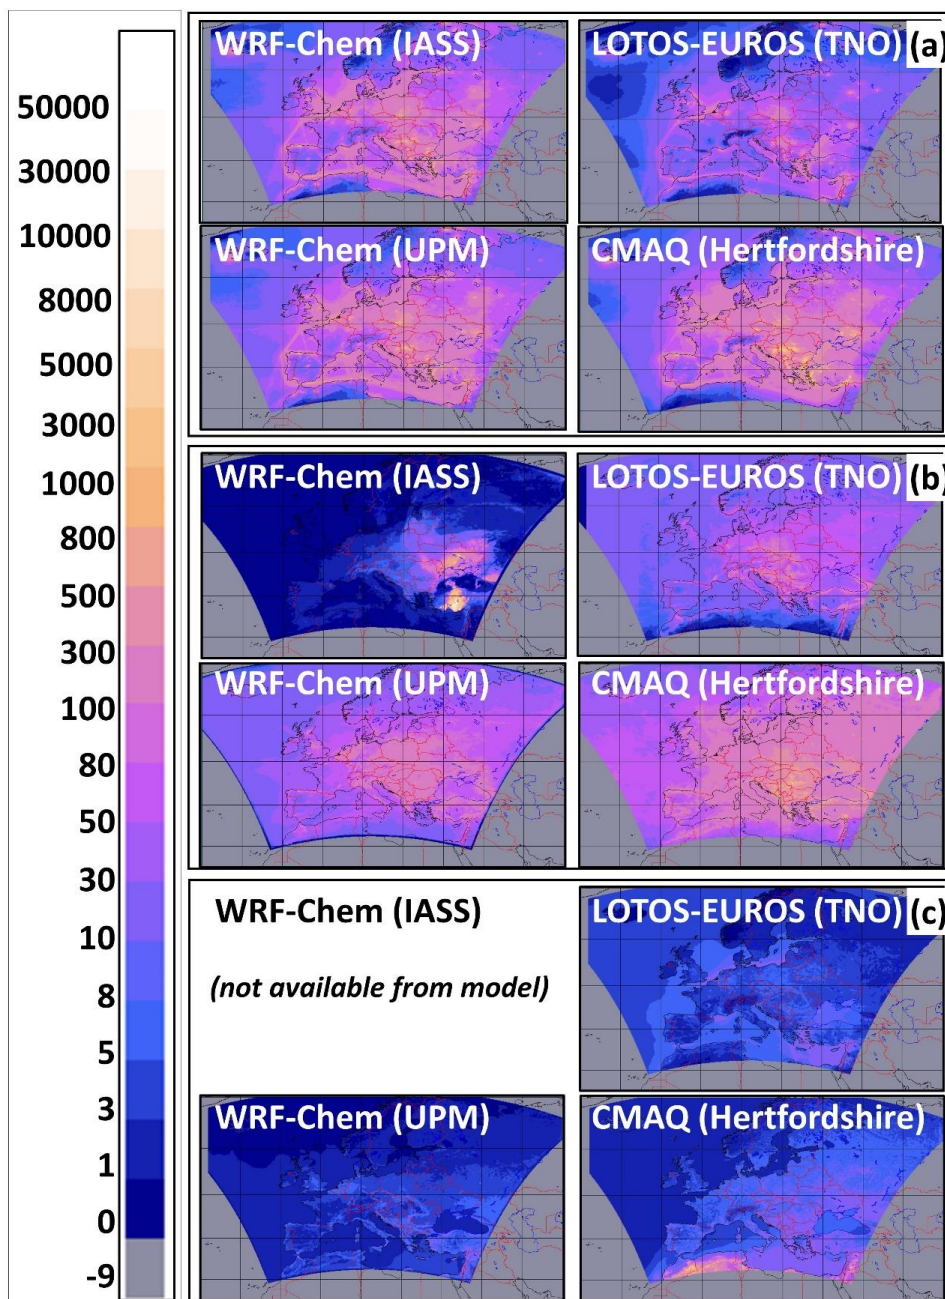 50000
30000
10000
8000
5000
3000
1000
800
500
300
100
80
50
30
10
8
5
3
1
0
-9
WRF-Chem (IASS)
LOTOS-EUROS (TNO) (a)
WRF-Chem (UPM)
CMAQ (Hertfordshire)
WRF-Chem (IASS)
LOTOS-EUROS (TNO) (b)
WRF-Chem (UPM)
CMAQ (Hertfordshire)
WRF-Chem (IASS)
LOTOS-EUROS (TNO) (c)
(not available from model)
WRF-Chem (UPM)
CMAQ (Hertfordshire)